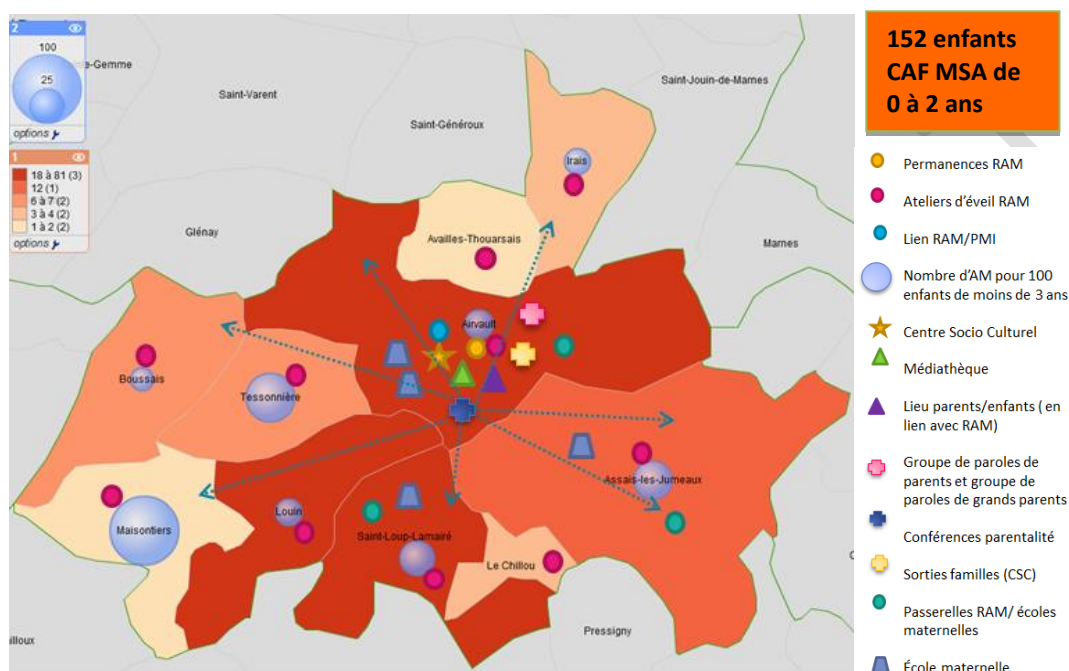 2
100
25
options
1
18 à 81 (3)
12 (1)
6 à 7 (2)
3 à 4 (2)
1 à 2 (2)
options
e-Gemme
Saint-Varent
Saint-Généroux
Saint-Jouin-de-Marnes
Irais
Glénay
Availles-Thouarsais
Marnes
Airvault
Boussais
Tessonnière
Assais-les-Jumeaux
Maisontiers
Louin
Saint-Loup-Lamairé
Le Chillou
Pressigny
illoux
152 enfants
CAF MSA de
0 à 2 ans
Permanences RAM
Ateliers d'éveil RAM
Lien RAM/PMI
Nombre d'AM pour 100
enfants de moins de 3 ans
Centre Socio Culturel
Médiathèque
Lieu parents/enfants ( en
lien avec RAM)
Groupe de paroles de
parents et groupe de
paroles de grands parents
Conférences parentalité
Sorties familles (CSC)
Passerelles RAM/ écoles
maternelles
École maternelle